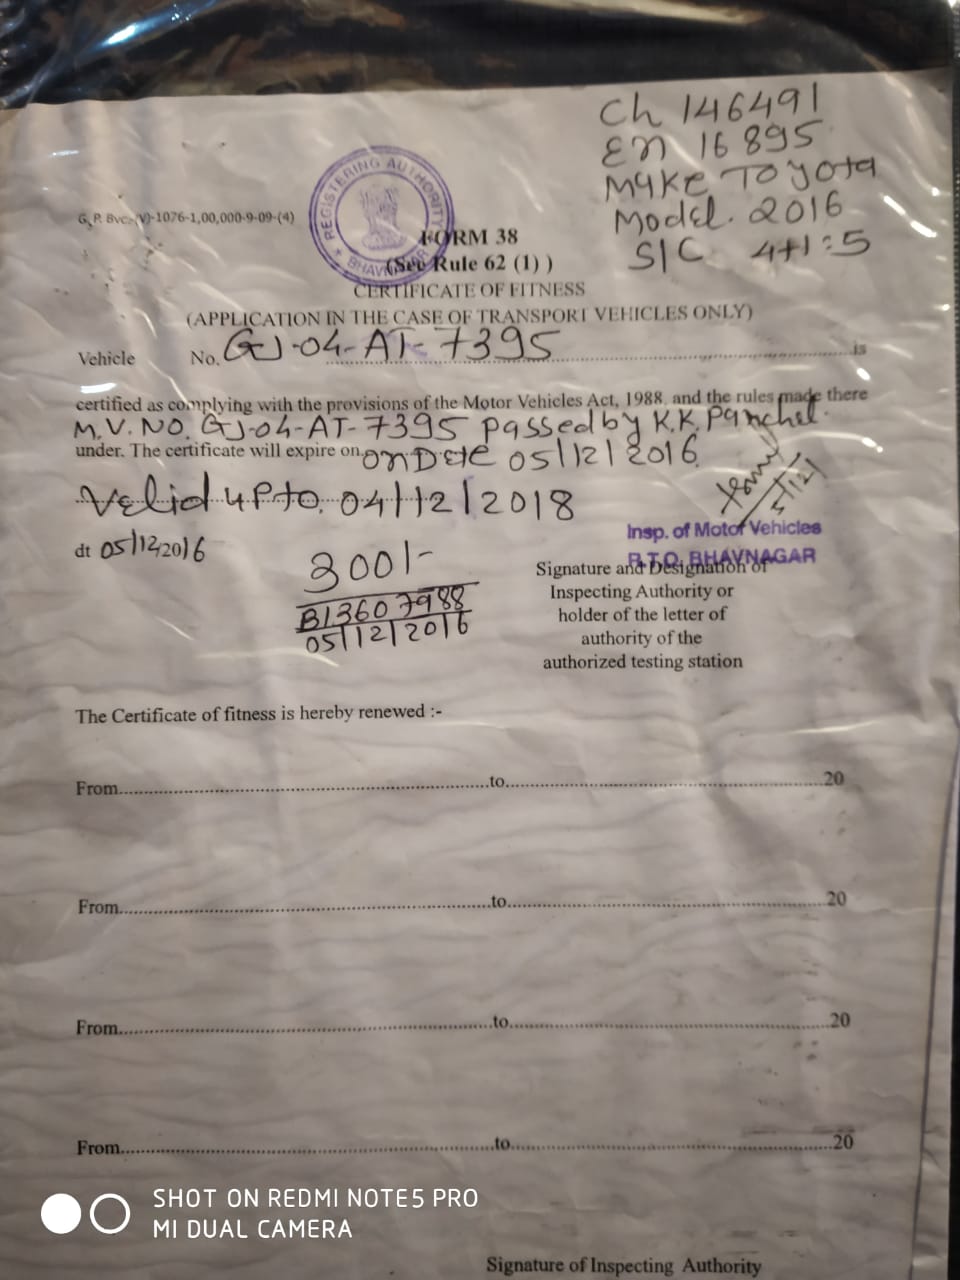 Ch 146491
En 16895
Make Toyota
Model. 2016
S/C 4+1=5
REGISTERING AUTHORITY
BHAVNAGAR
G. P. Bvc.-(V)-1076-1,00,000-9-09-(4)
FORM 38
(See Rule 62 (1) )
CERTIFICATE OF FITNESS
(APPLICATION IN THE CASE OF TRANSPORT VEHICLES ONLY)
Vehicle No. GJ-04-AT-7395 is
certified as complying with the provisions of the Motor Vehicles Act, 1988, and the rules made there
M.V. NO. GJ-04-AT-7395 passed by K.K. Panchal.
under. The certificate will expire on on Date 05/12/2016
Valid up to. 04/12/2018
dt 05/12/2016
300/-
B13607988
05/12/2016
Insp. of Motor Vehicles
R.T.O. BHAVNAGAR
Signature and Designation of
Inspecting Authority or
holder of the letter of
authority of the
authorized testing station
The Certificate of fitness is hereby renewed :-
From to 20
From to 20
From to 20
From to 20
Signature of Inspecting Authority
SHOT ON REDMI NOTE5 PRO
MI DUAL CAMERA